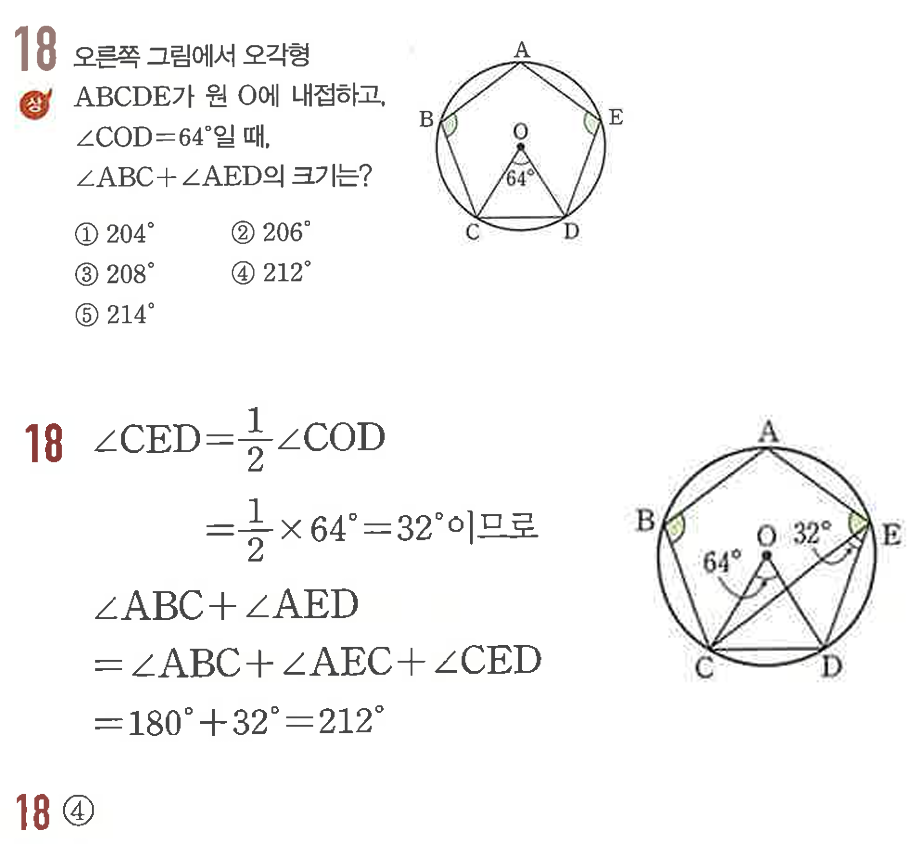 18 오른쪽 그림에서 오각형
상 ABCDE가 원 O에 내접하고,
∠COD=64°일 때,
∠ABC+∠AED의 크기는?
① 204° ② 206°
③ 208° ④ 212°
⑤ 214°
A
B E
O
64°
C D
18 ∠CED=1/2∠COD
=1/2×64°=32°이므로
∠ABC+∠AED
=∠ABC+∠AEC+∠CED
=180°+32°=212°
A
B O 32° E
64°
C D
18 ④